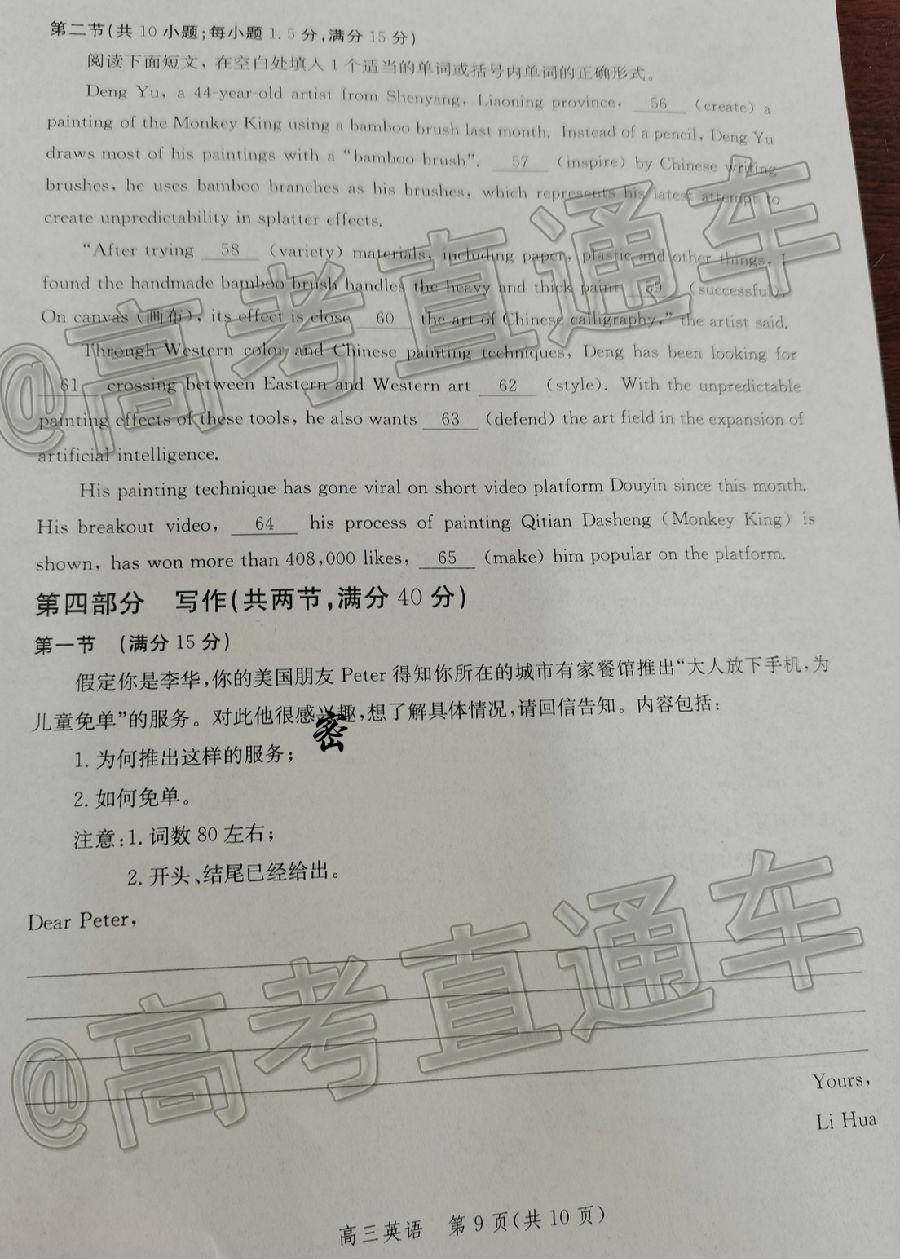 第二节(共 10 小题;每小题 1.5 分,满分 15 分)
阅读下面短文,在空白处填入 1 个适当的单词或括号内单词的正确形式。
Deng Yu, a 44-year-old artist from Shenyang, Liaoning province, 56 (create) a
painting of the Monkey King using a bamboo brush last month. Instead of a pencil, Deng Yu
draws most of his paintings with a “bamboo brush”. 57 (inspire) by Chinese writing
brushes, he uses bamboo branches as his brushes, which represents his latest attempt to
create unpredictability in splatter effects.
“After trying 58 (variety) materials, including paper, plastic and other things, I
found the handmade bamboo brush handles the heavy and thick paint 59 (successful).
On canvas (画布), its effect is close 60 the art of Chinese calligraphy,” the artist said.
Through Western color and Chinese painting techniques, Deng has been looking for
61 crossing between Eastern and Western art 62 (style). With the unpredictable
painting effects of these tools, he also wants 63 (defend) the art field in the expansion of
artificial intelligence.
His painting technique has gone viral on short video platform Douyin since this month.
His breakout video, 64 his process of painting Qitian Dasheng (Monkey King) is
shown, has won more than 408,000 likes, 65 (make) him popular on the platform.
第四部分 写作(共两节,满分 40 分)
第一节 (满分 15 分)
假定你是李华,你的美国朋友 Peter 得知你所在的城市有家餐馆推出“大人放下手机,为
儿童免单”的服务。对此他很感兴趣,想了解具体情况,请回信告知。内容包括:
密
1. 为何推出这样的服务;
2. 如何免单。
注意:1. 词数 80 左右;
2. 开头、结尾已经给出。
Dear Peter,
Yours,
Li Hua
高三英语 第 9 页(共 10 页)
@高考直通车
@高考直通车